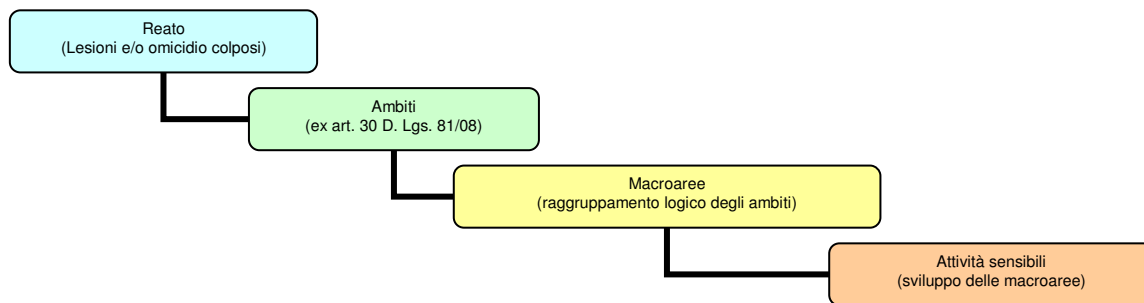 Reato
(Lesioni e/o omicidio colposi)
Ambiti
(ex art. 30 D. Lgs. 81/08)
Macroaree
(raggruppamento logico degli ambiti)
Attività sensibili
(sviluppo delle macroaree)